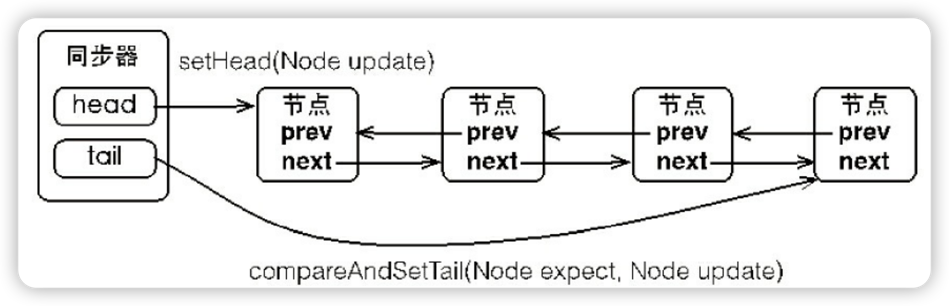 同步器
setHead(Node update)
head
tail
节点
prev
next
节点
prev
next
节点
prev
next
节点
prev
next
compareAndSetTail(Node expect, Node update)